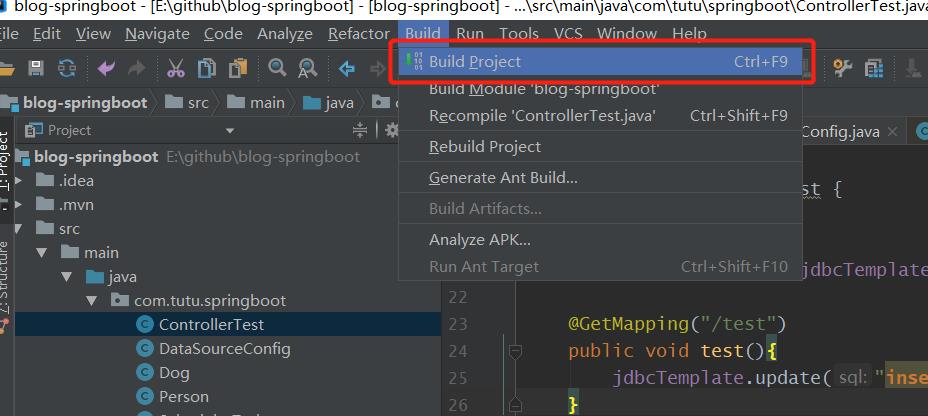 blog-springboot - [E:\github\blog-springboot] - [blog-springboot] - ...\src\main\java\com\tutu\springboot\ControllerTest.java
File Edit View Navigate Code Analyze Refactor Build Run Tools VCS Window Help
Build Project Ctrl+F9
blog-springboot src main java
Build Module 'blog-springboot'
Recompile 'ControllerTest.java' Ctrl+Shift+F9
Project
Config.java
Rebuild Project
blog-springboot E:\github\blog-springboot
Generate Ant Build...
.idea
st {
.mvn
Build Artifacts...
src
Analyze APK...
main
Run Ant Target Ctrl+Shift+F10
jdbcTemplate
java
com.tutu.springboot
22
ControllerTest
23 @GetMapping("/test")
DataSourceConfig
24 public void test(){
Dog
25 jdbcTemplate.update( sql: "inse
Person
26 }
1: Project
7: Structure